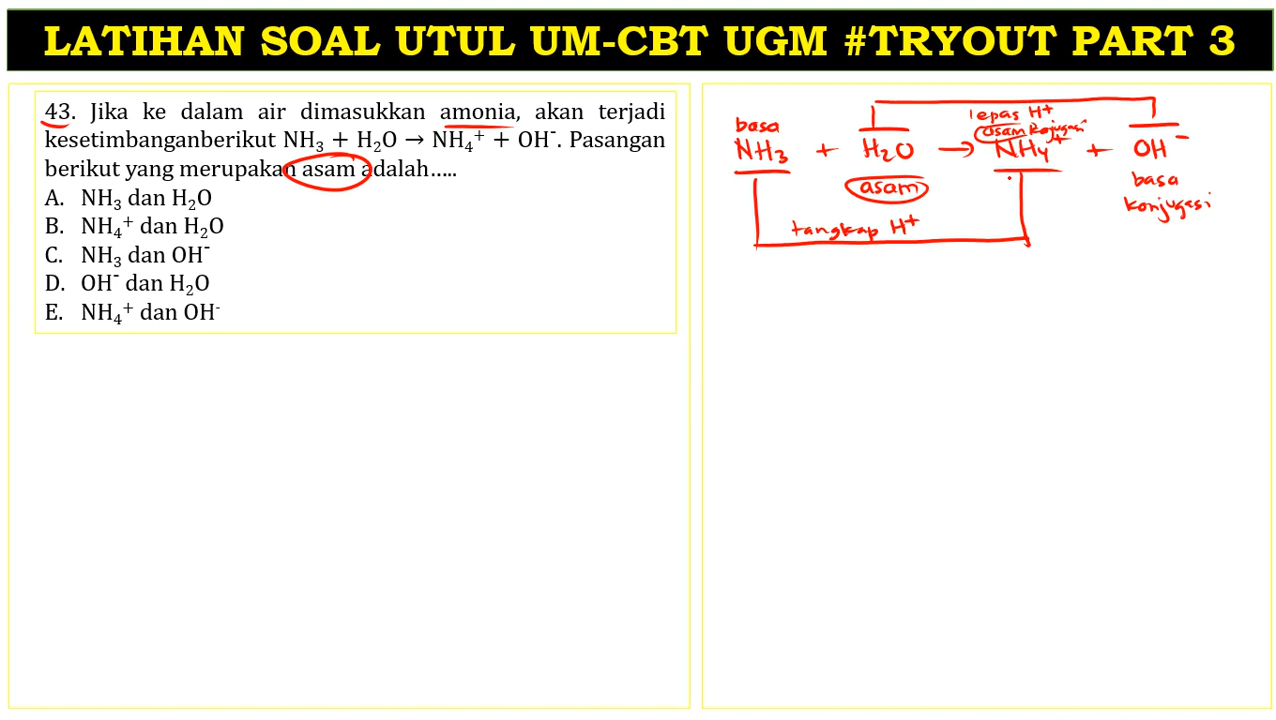 LATIHAN SOAL UTUL UM-CBT UGM #TRYOUT PART 3
43. Jika ke dalam air dimasukkan amonia, akan terjadi
kesetimbanganberikut NH₃ + H₂O → NH₄⁺ + OH⁻. Pasangan
berikut yang merupakan asam adalah…..
A. NH₃ dan H₂O
B. NH₄⁺ dan H₂O
C. NH₃ dan OH⁻
D. OH⁻ dan H₂O
E. NH₄⁺ dan OH⁻
lepas H⁺
basa asam konjugasi
NH₃ + H₂O → NH₄⁺ + OH⁻
asam basa
konjugasi
tangkap H⁺